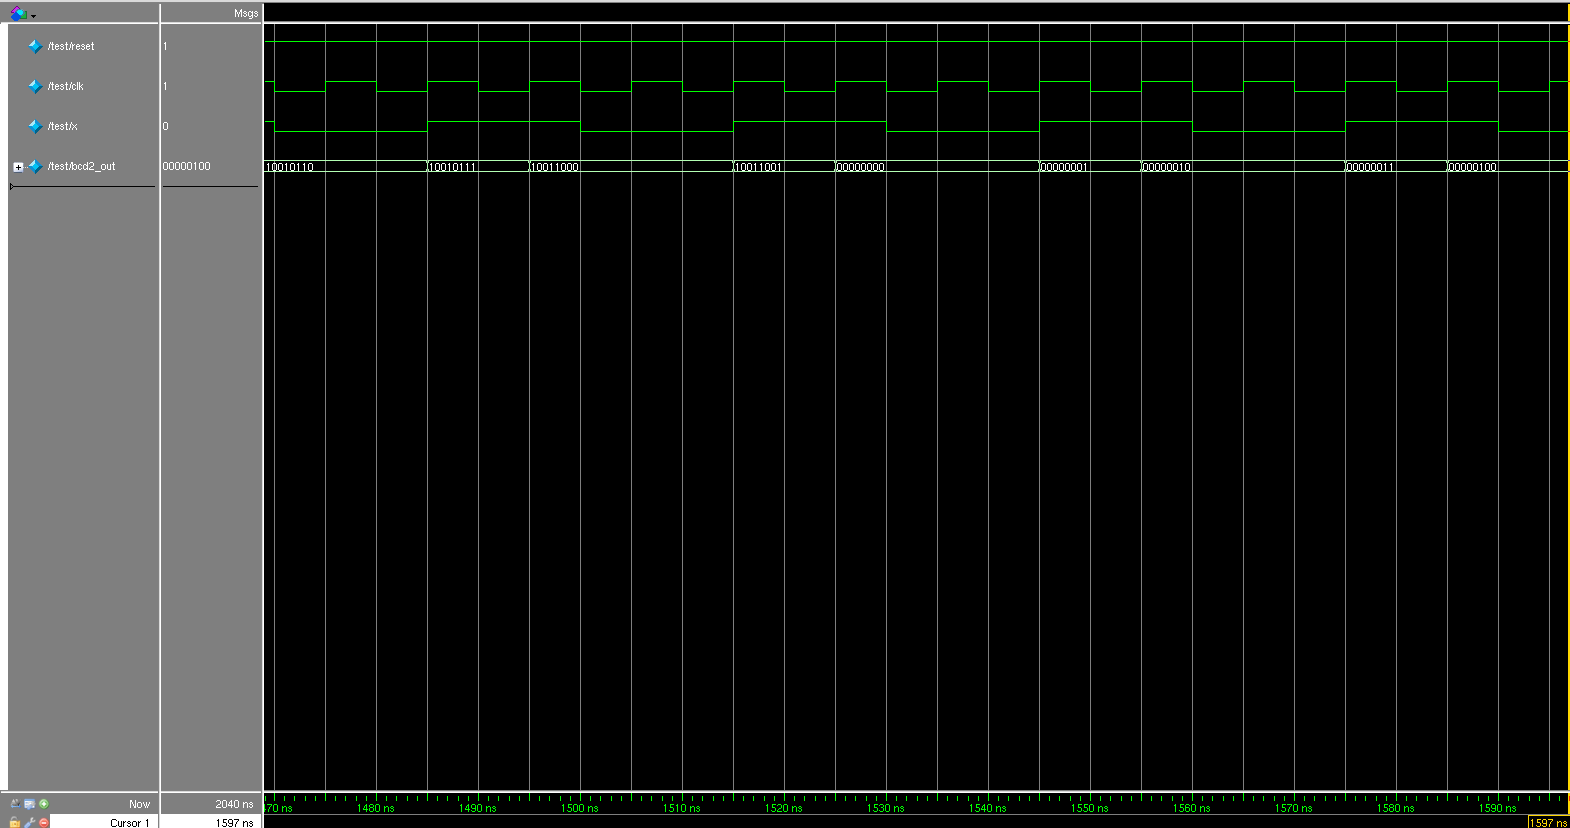 Msgs
/test/reset 1
/test/clk 1
/test/x 0
/test/bcd2_out 00000100 10010110 10010111 10011000 10011001 00000000 00000001 00000010 00000011 00000100
Now 2040 ns 470 ns 1480 ns 1490 ns 1500 ns 1510 ns 1520 ns 1530 ns 1540 ns 1550 ns 1560 ns 1570 ns 1580 ns 1590 ns
Cursor 1 1597 ns 1597 ns